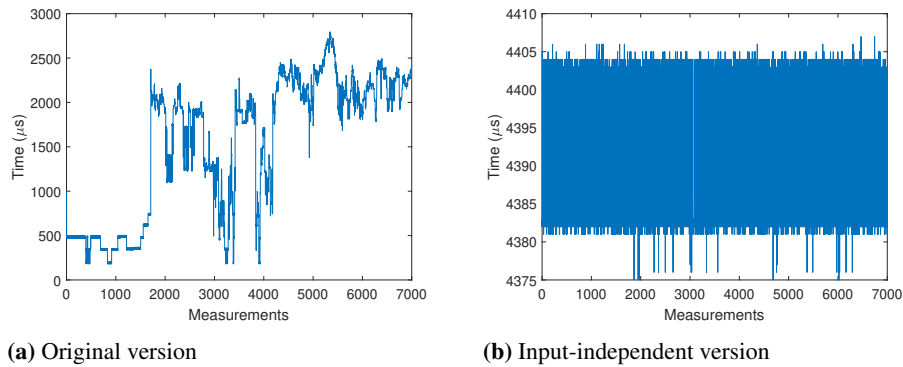 3000
2500
2000
1500
1000
500
0
Time (μs)
0 1000 2000 3000 4000 5000 6000 7000
Measurements
(a) Original version
4410
4405
4400
4395
4390
4385
4380
4375
Time (μs)
0 1000 2000 3000 4000 5000 6000 7000
Measurements
(b) Input-independent version